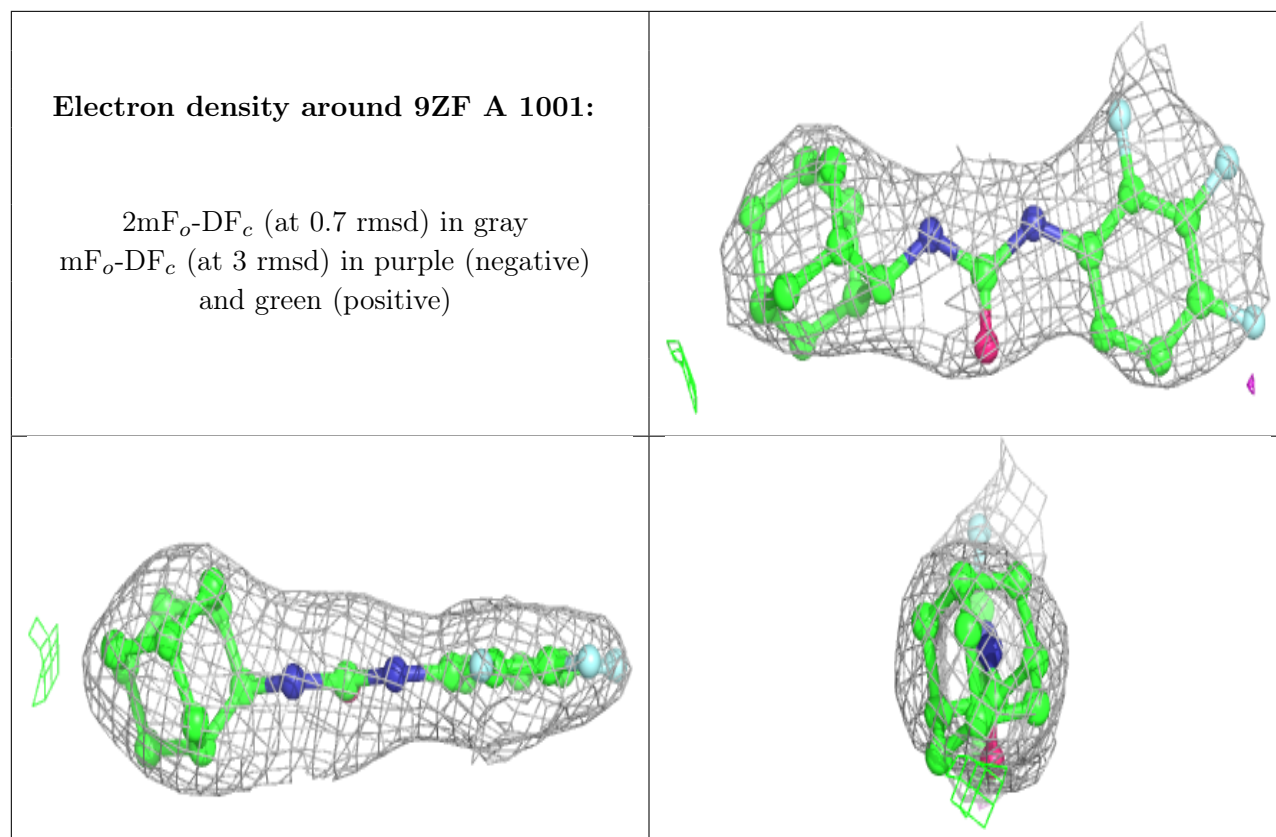 Electron density around 9ZF A 1001:
2mFₒ-DF𝒸 (at 0.7 rmsd) in gray
mFₒ-DF𝒸 (at 3 rmsd) in purple (negative)
and green (positive)